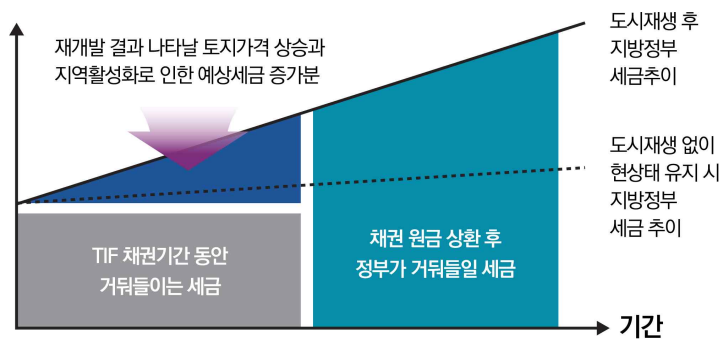 재개발 결과 나타날 토지가격 상승과
지역활성화로 인한 예상세금 증가분
도시재생 후
지방정부
세금추이
도시재생 없이
현상태 유지 시
지방정부
세금 추이
TIF 채권기간 동안
거둬들이는 세금
채권 원금 상환 후
정부가 거둬들일 세금
기간